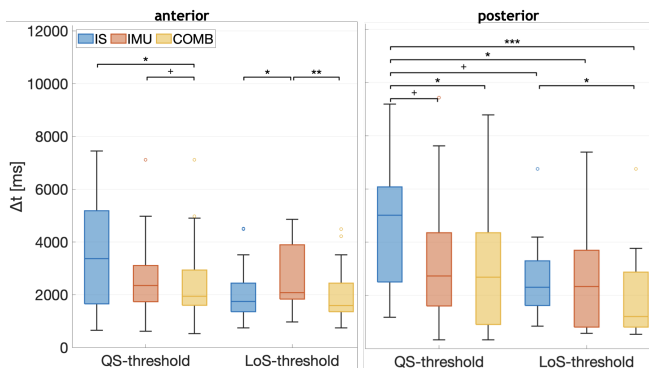 anterior
posterior
IS IMU COMB
Δt [ms]
12000
10000
8000
6000
4000
2000
0
*
+
*
**
***
*
+
*
*
+
QS-threshold
LoS-threshold
QS-threshold
LoS-threshold